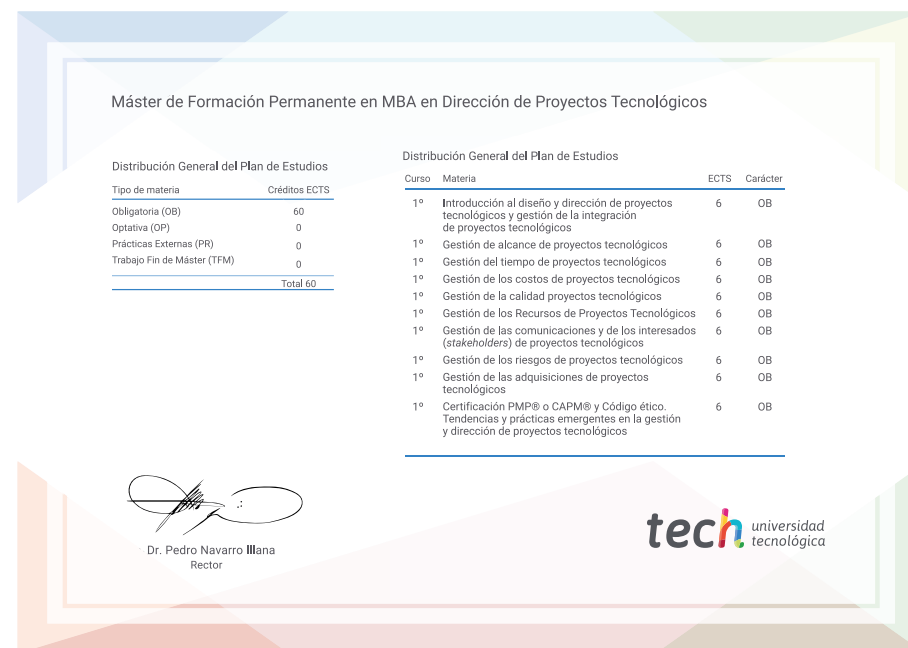 Máster de Formación Permanente en MBA en Dirección de Proyectos Tecnológicos
Distribución General del Plan de Estudios
Tipo de materia Créditos ECTS
Obligatoria (OB) 60
Optativa (OP) 0
Prácticas Externas (PR) 0
Trabajo Fin de Máster (TFM) 0
Total 60
Distribución General del Plan de Estudios
Curso Materia ECTS Carácter
1º Introducción al diseño y dirección de proyectos 6 OB
tecnológicos y gestión de la integración
de proyectos tecnológicos
1º Gestión de alcance de proyectos tecnológicos 6 OB
1º Gestión del tiempo de proyectos tecnológicos 6 OB
1º Gestión de los costos de proyectos tecnológicos 6 OB
1º Gestión de la calidad proyectos tecnológicos 6 OB
1º Gestión de los Recursos de Proyectos Tecnológicos 6 OB
1º Gestión de las comunicaciones y de los interesados 6 OB
(stakeholders) de proyectos tecnológicos
1º Gestión de los riesgos de proyectos tecnológicos 6 OB
1º Gestión de las adquisiciones de proyectos 6 OB
tecnológicos
1º Certificación PMP® o CAPM® y Código ético. 6 OB
Tendencias y prácticas emergentes en la gestión
y dirección de proyectos tecnológicos
Dr. Pedro Navarro Illana
Rector
tech universidad
tecnológica